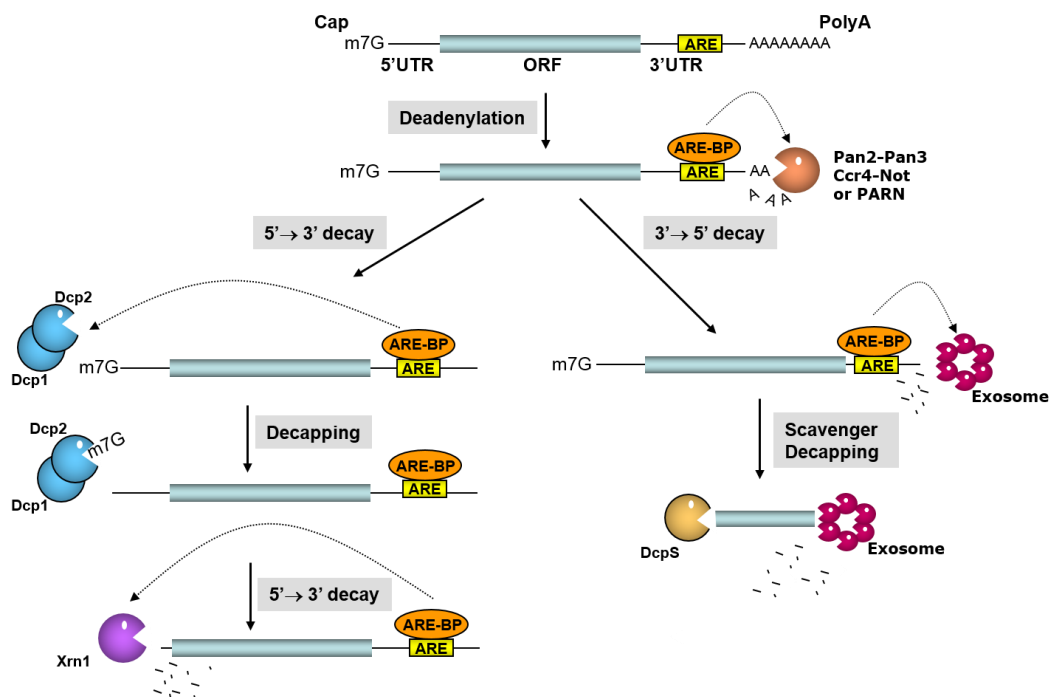 Cap
PolyA
m7G
ARE
AAAAAAAA
5’UTR
ORF
3’UTR
Deadenylation
ARE-BP
m7G
ARE
AA
A A A
Pan2–Pan3
Ccr4–Not
or PARN
5’→ 3’ decay
3’→ 5’ decay
Dcp2
Dcp1
m7G
ARE-BP
ARE
m7G
ARE-BP
ARE
Exosome
Decapping
Scavenger
Decapping
Dcp2
m7G
Dcp1
ARE-BP
ARE
DcpS
Exosome
5’→ 3’ decay
Xrn1
ARE-BP
ARE